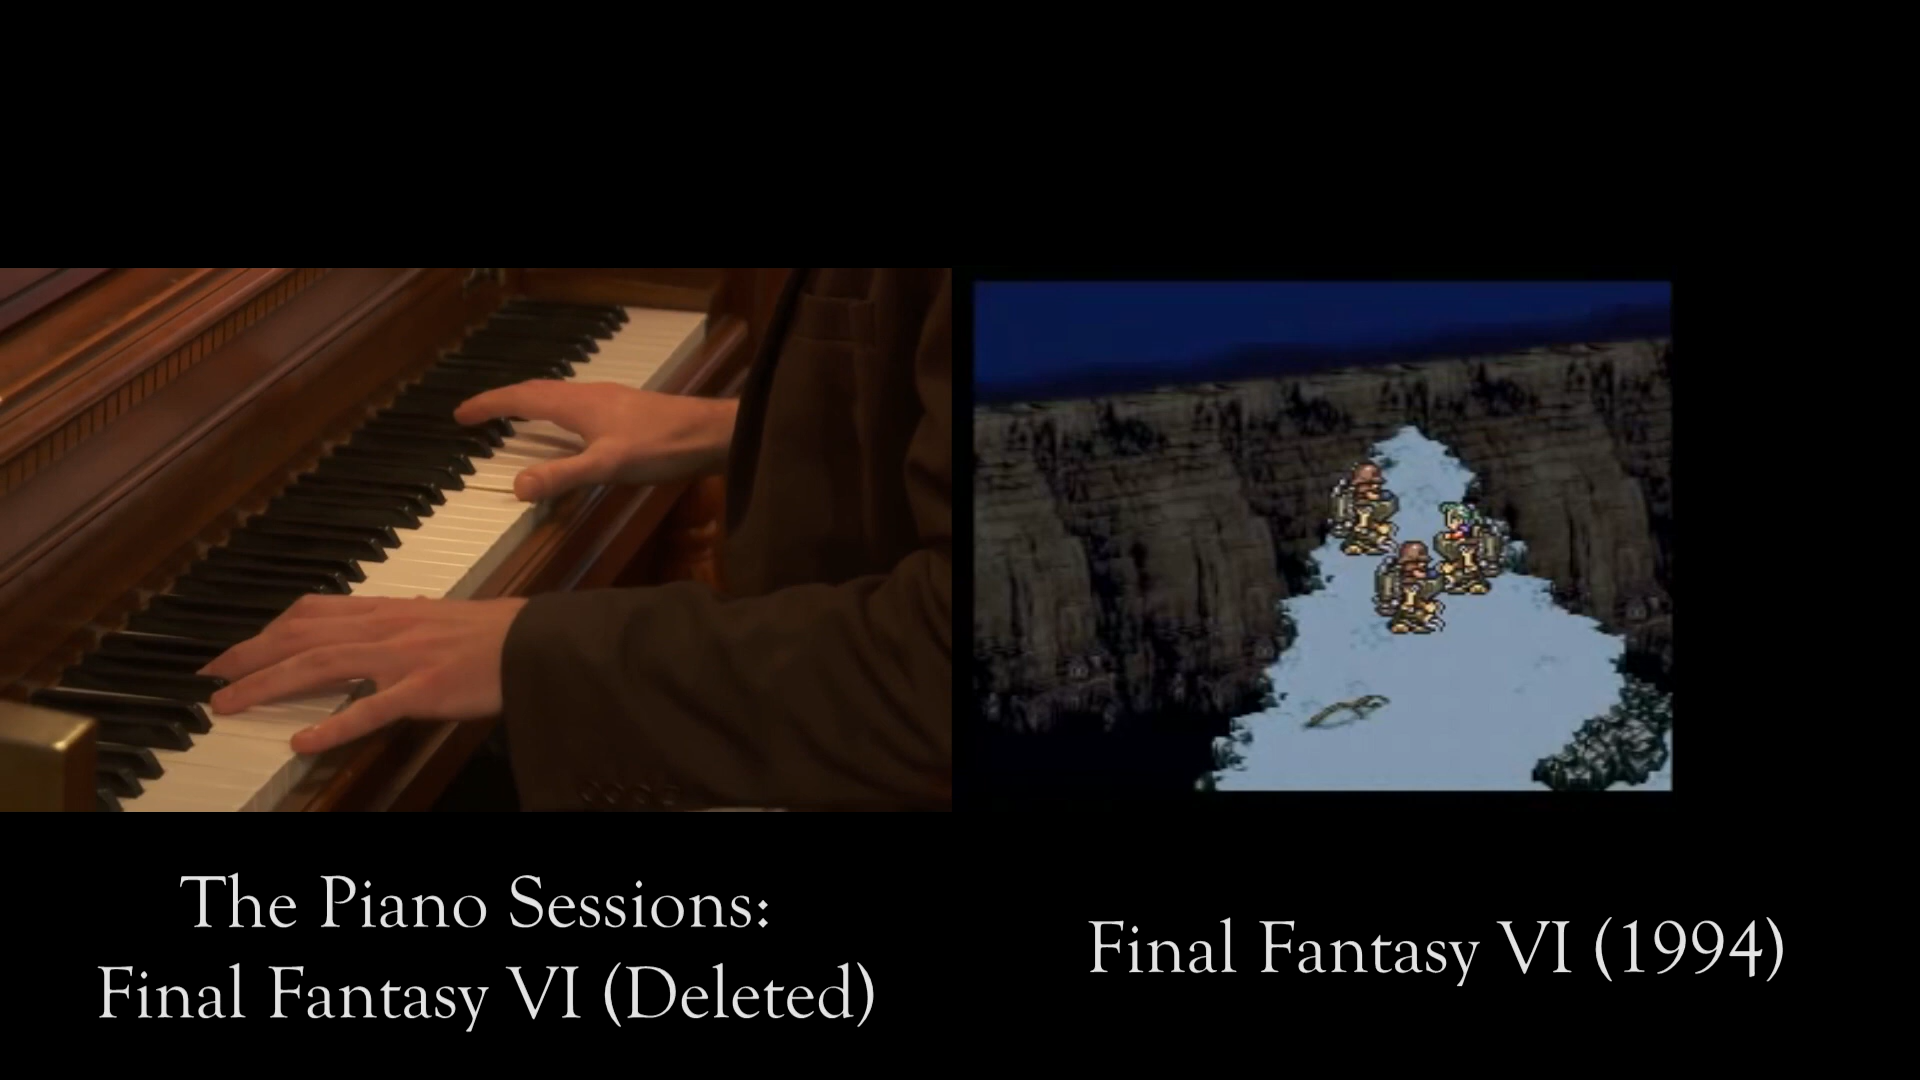 The Piano Sessions:
Final Fantasy VI (Deleted)
Final Fantasy VI (1994)